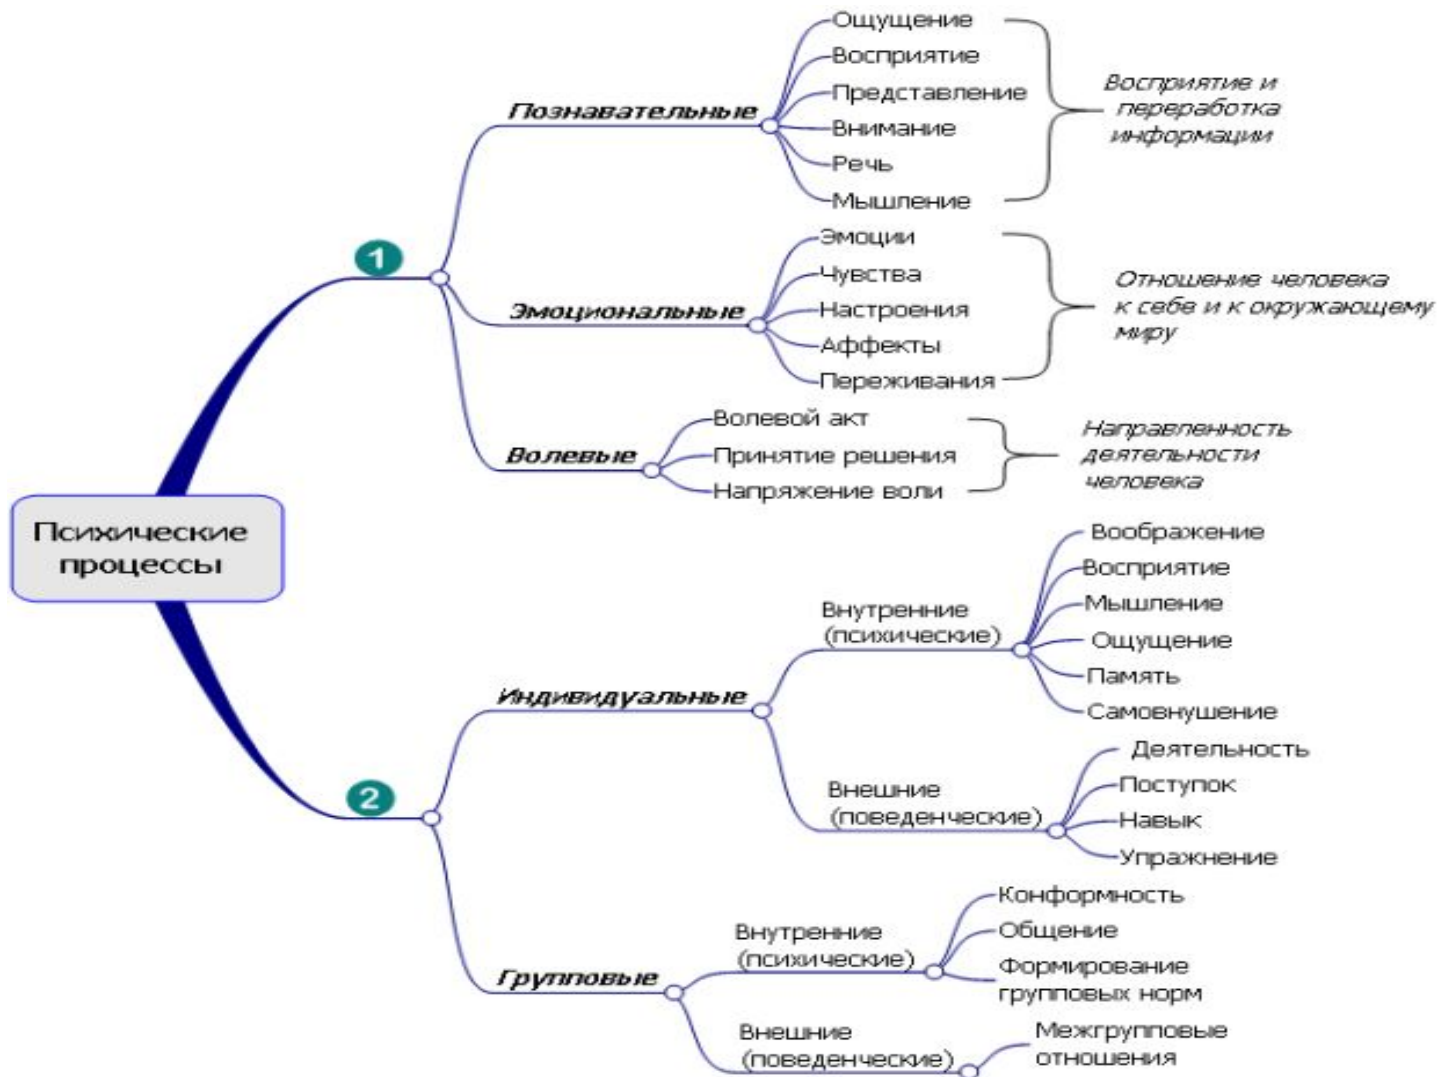 Ощущение
Восприятие
Представление
Внимание
Речь
Мышление
Познавательные
Восприятие и
переработка
информации
1
Эмоции
Чувства
Настроения
Аффекты
Переживания
Эмоциональные
Отношение человека
к себе и к окружающему
миру
Волевой акт
Принятие решения
Напряжение воли
Волевые
Направленность
деятельности
человека
Психические
процессы
Воображение
Восприятие
Мышление
Ощущение
Память
Самовнушение
Внутренние
(психические)
Индивидуальные
Деятельность
Поступок
Навык
Упражнение
Внешние
(поведенческие)
2
Конформность
Общение
Формирование
групповых норм
Внутренние
(психические)
Групповые
Внешние
(поведенческие)
Межгрупповые
отношения